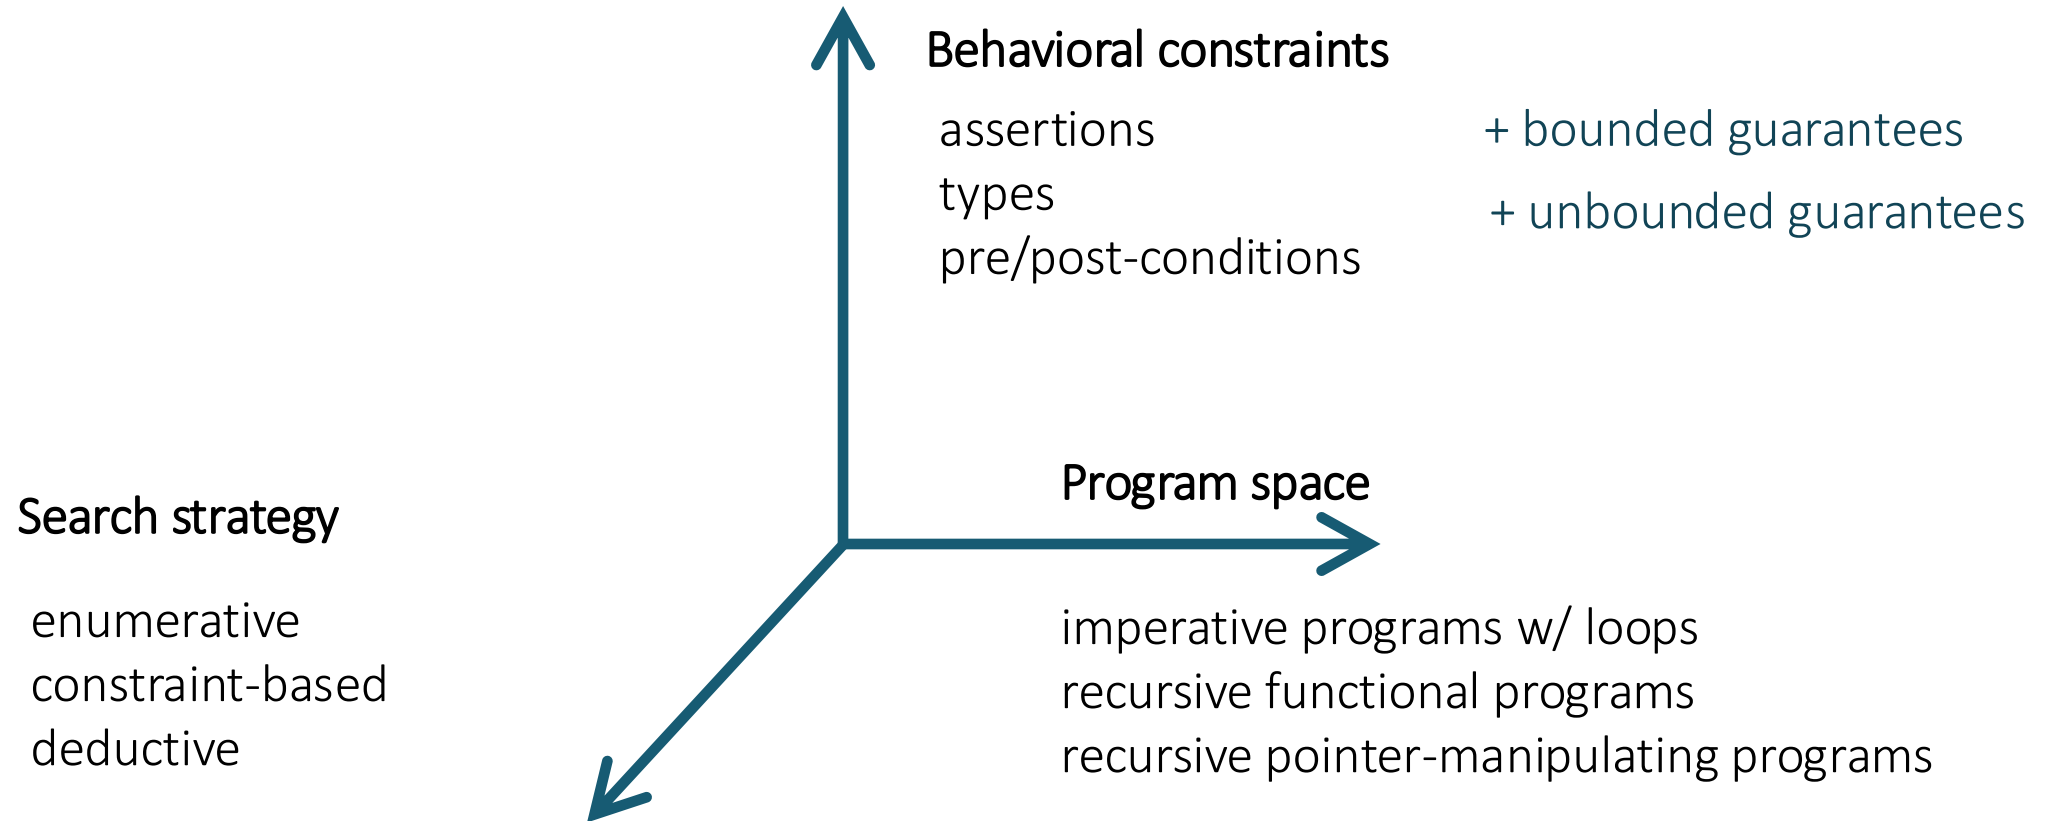 Behavioral constraints
assertions
+ bounded guarantees
types
+ unbounded guarantees
pre/post-conditions
Program space
Search strategy
enumerative
constraint-based
deductive
imperative programs w/ loops
recursive functional programs
recursive pointer-manipulating programs